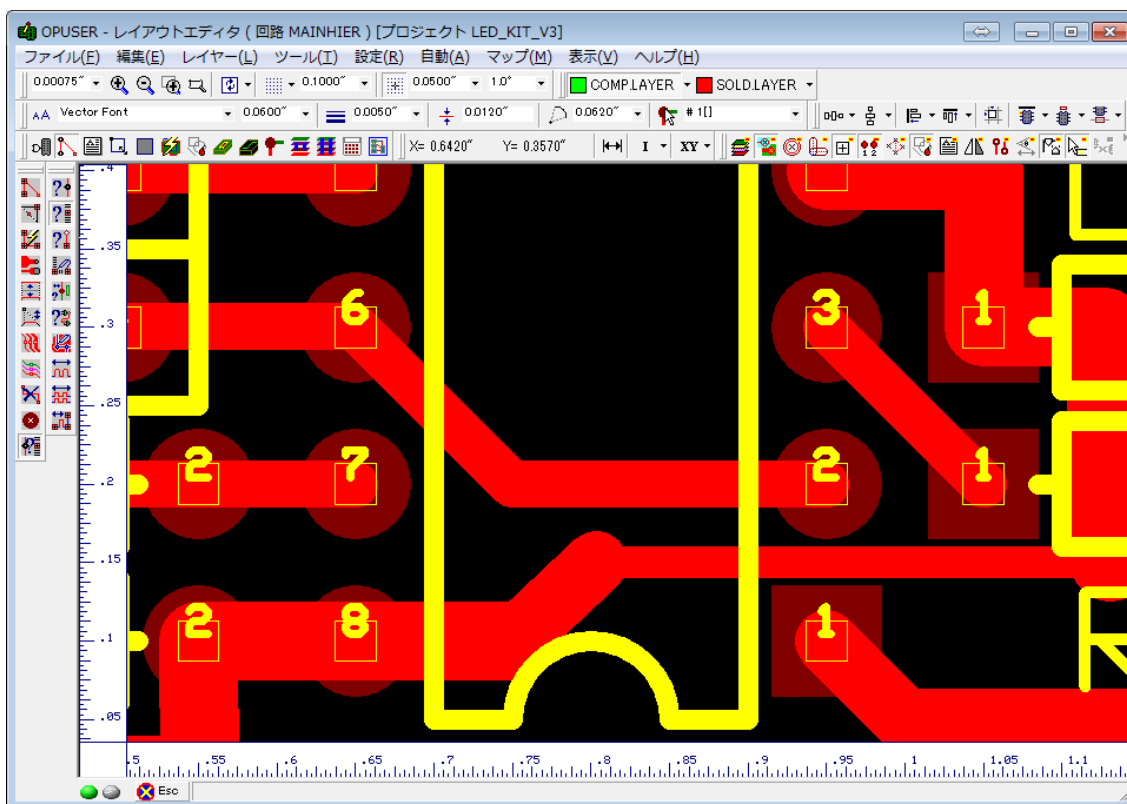 OPUSER - レイアウトエディタ ( 回路 MAINHIER ) [プロジェクト LED_KIT_V3]
ファイル(F) 編集(E) レイヤー(L) ツール(T) 設定(R) 自動(A) マップ(M) 表示(V) ヘルプ(H)
0.00075" 0.1000" 0.0500" 1.0° COMP.LAYER SOLD.LAYER
AA Vector Font 0.0600" 0.0050" 0.0120" 0.0620" # 1[]
X= 0.6420" Y= 0.3570" I XY
.4
.35
6 3 1
.3
.25
2 7 2 1
.2
.15
2 8 1
.1
.05
.5 .55 .6 .65 .7 .75 .8 .85 .9 .95 1 1.05 1.1
Esc